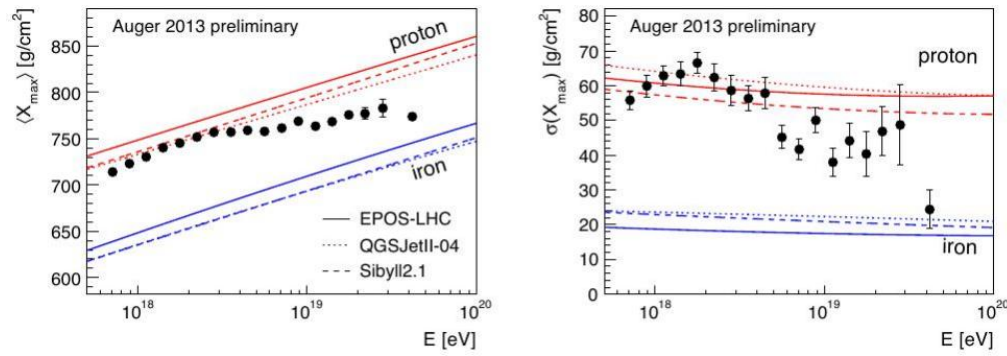 Auger 2013 preliminary
⟨X_max⟩ [g/cm²]
850
800
750
700
650
600
proton
iron
EPOS-LHC
QGSJetII-04
Sibyll2.1
10¹⁸
10¹⁹
10²⁰
E [eV]
Auger 2013 preliminary
σ(X_max) [g/cm²]
80
70
60
50
40
30
20
10
0
proton
iron
10¹⁸
10¹⁹
10²⁰
E [eV]